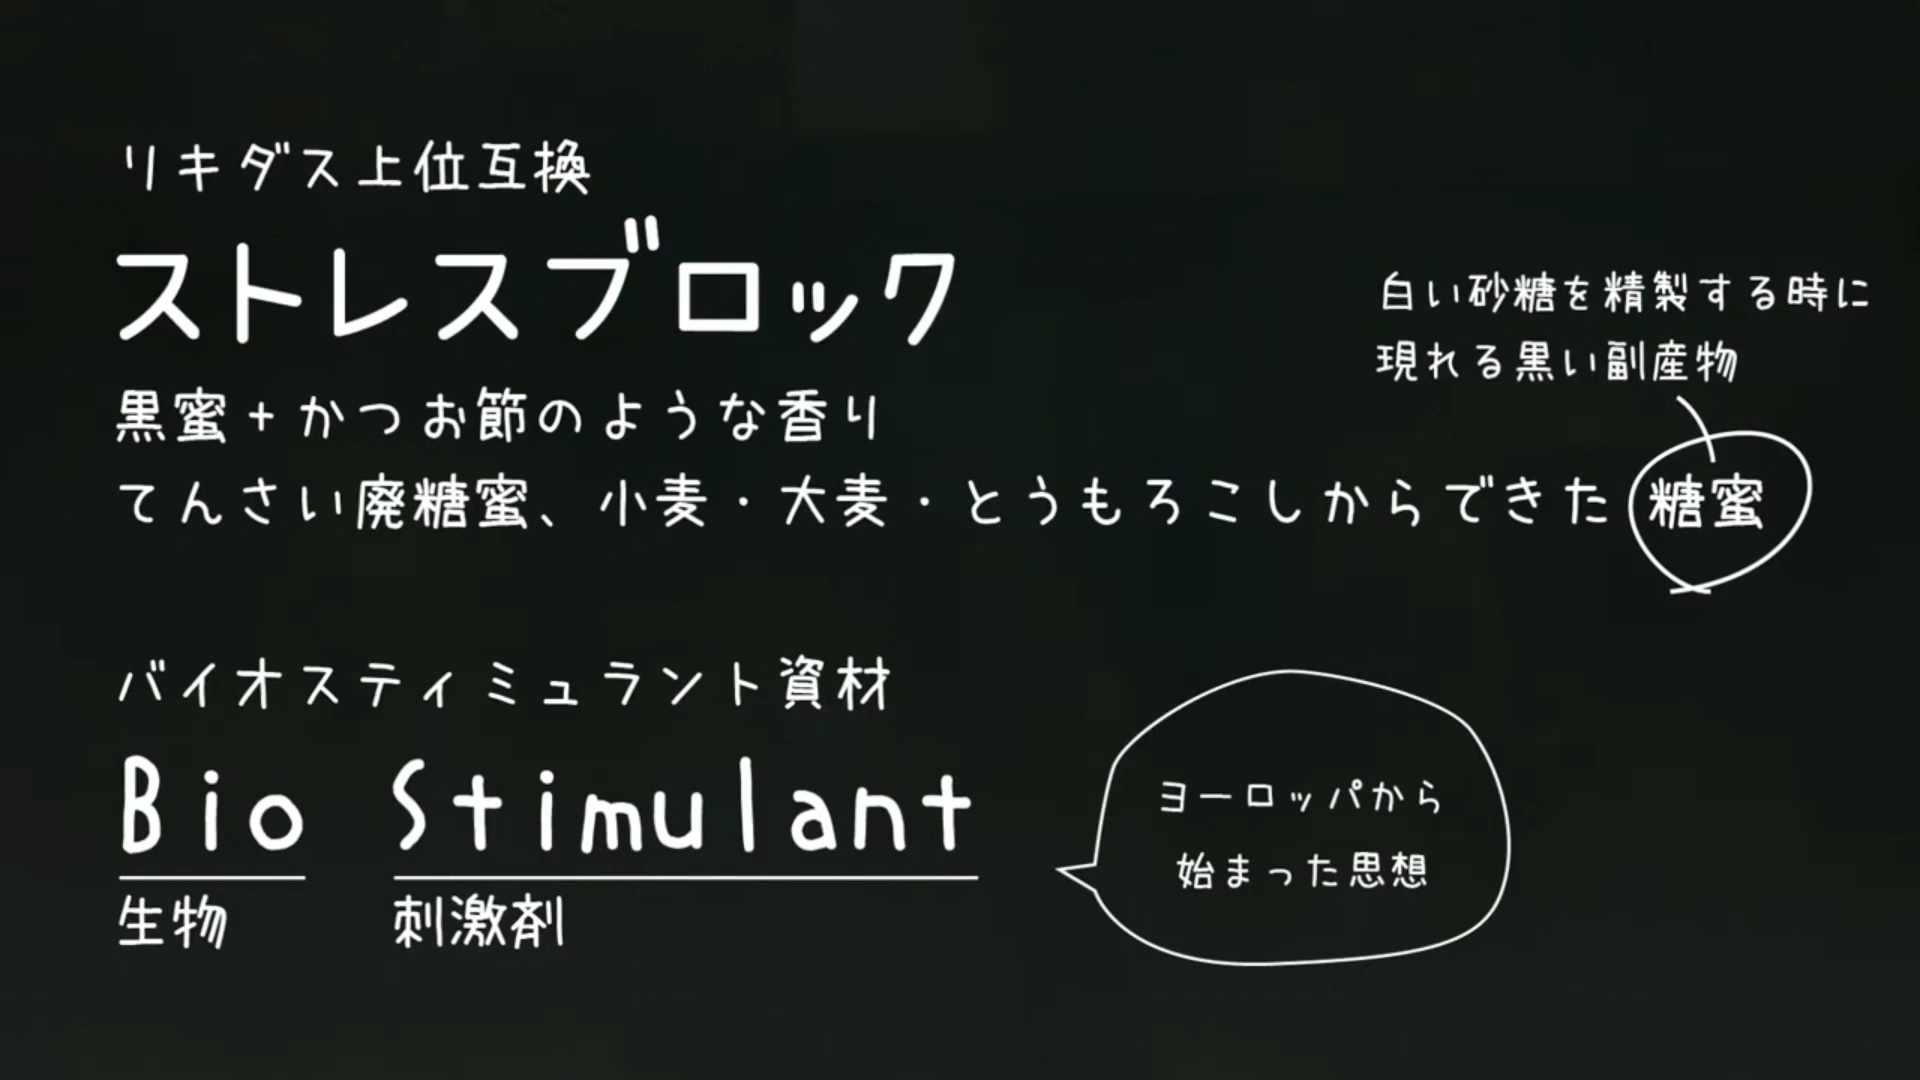 リキダス上位互換
ストレスブロック
黒蜜+かつお節のような香り
てんさい廃糖蜜、小麦・大麦・とうもろこしからできた糖蜜
白い砂糖を精製する時に
現れる黒い副産物
バイオスティミュラント資材
Bio Stimulant
生物 刺激剤
ヨーロッパから
始まった思想